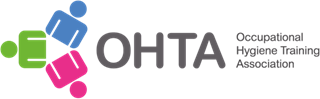 OHTA
Occupational
Hygiene Training
Association